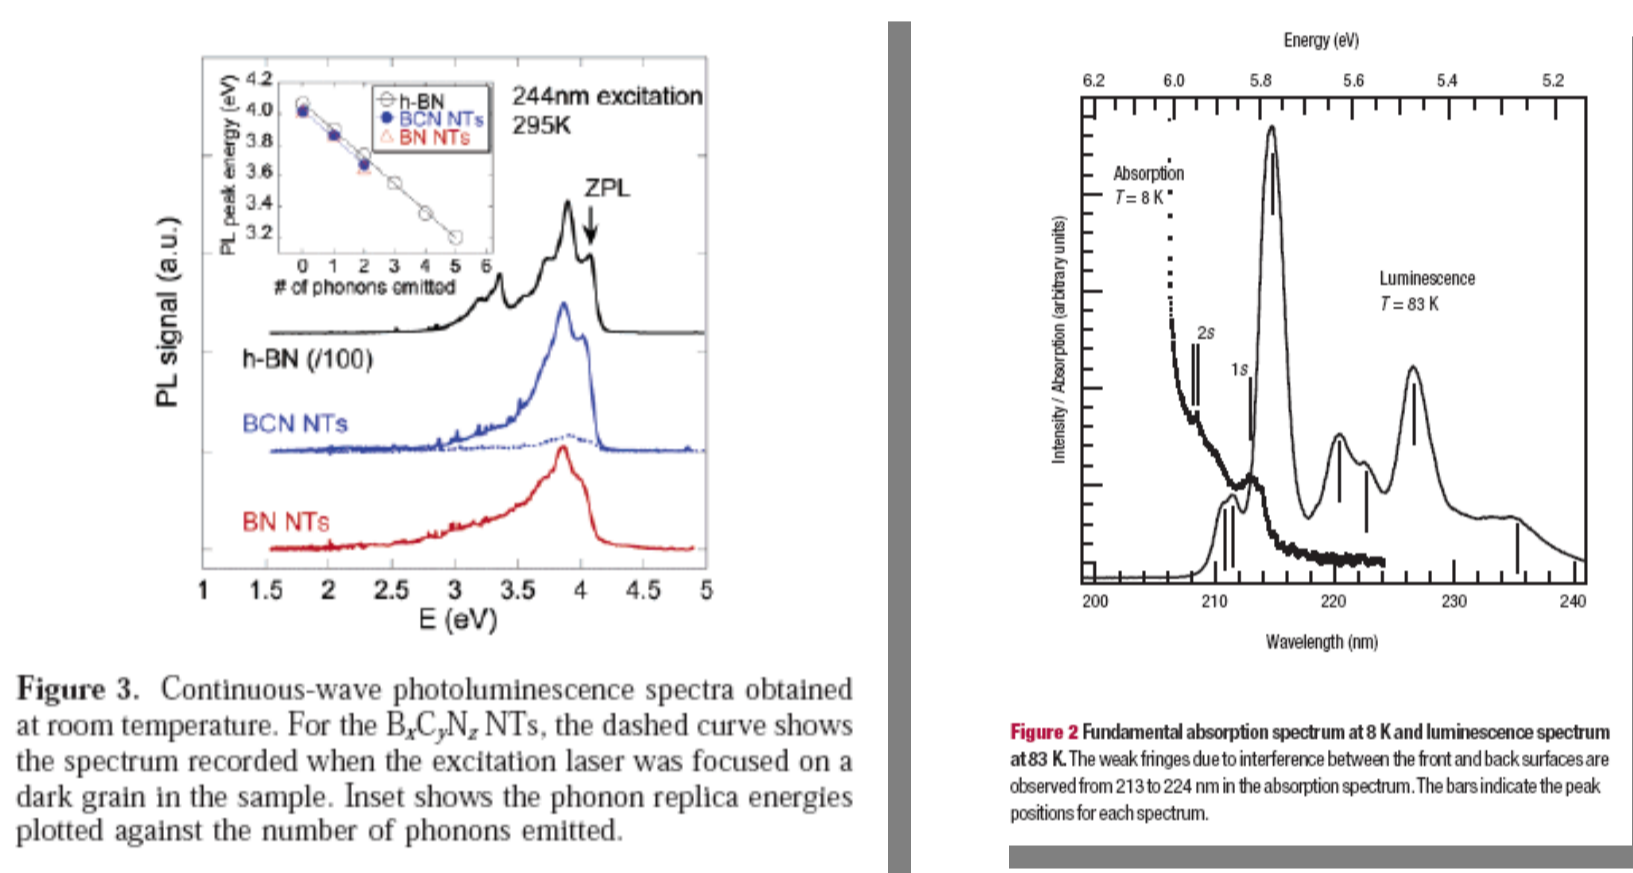 4.2
4.0
3.8
3.6
3.4
3.2
PL peak energy (eV)
0 1 2 3 4 5 6
# of phonons emitted
h-BN
BCN NTs
BN NTs
244nm excitation
295K
ZPL
PL signal (a.u.)
h-BN (/100)
BCN NTs
BN NTs
1 1.5 2 2.5 3 3.5 4 4.5 5
E (eV)
Figure 3. Continuous-wave photoluminescence spectra obtained
at room temperature. For the BxCyNz NTs, the dashed curve shows
the spectrum recorded when the excitation laser was focused on a
dark grain in the sample. Inset shows the phonon replica energies
plotted against the number of phonons emitted.
Energy (eV)
6.2 6.0 5.8 5.6 5.4 5.2
Absorption
T = 8 K
2s
1s
Luminescence
T = 83 K
Intensity / Absorption (arbitrary units)
200 210 220 230 240
Wavelength (nm)
Figure 2 Fundamental absorption spectrum at 8 K and luminescence spectrum
at 83 K. The weak fringes due to interference between the front and back surfaces are
observed from 213 to 224 nm in the absorption spectrum. The bars indicate the peak
positions for each spectrum.